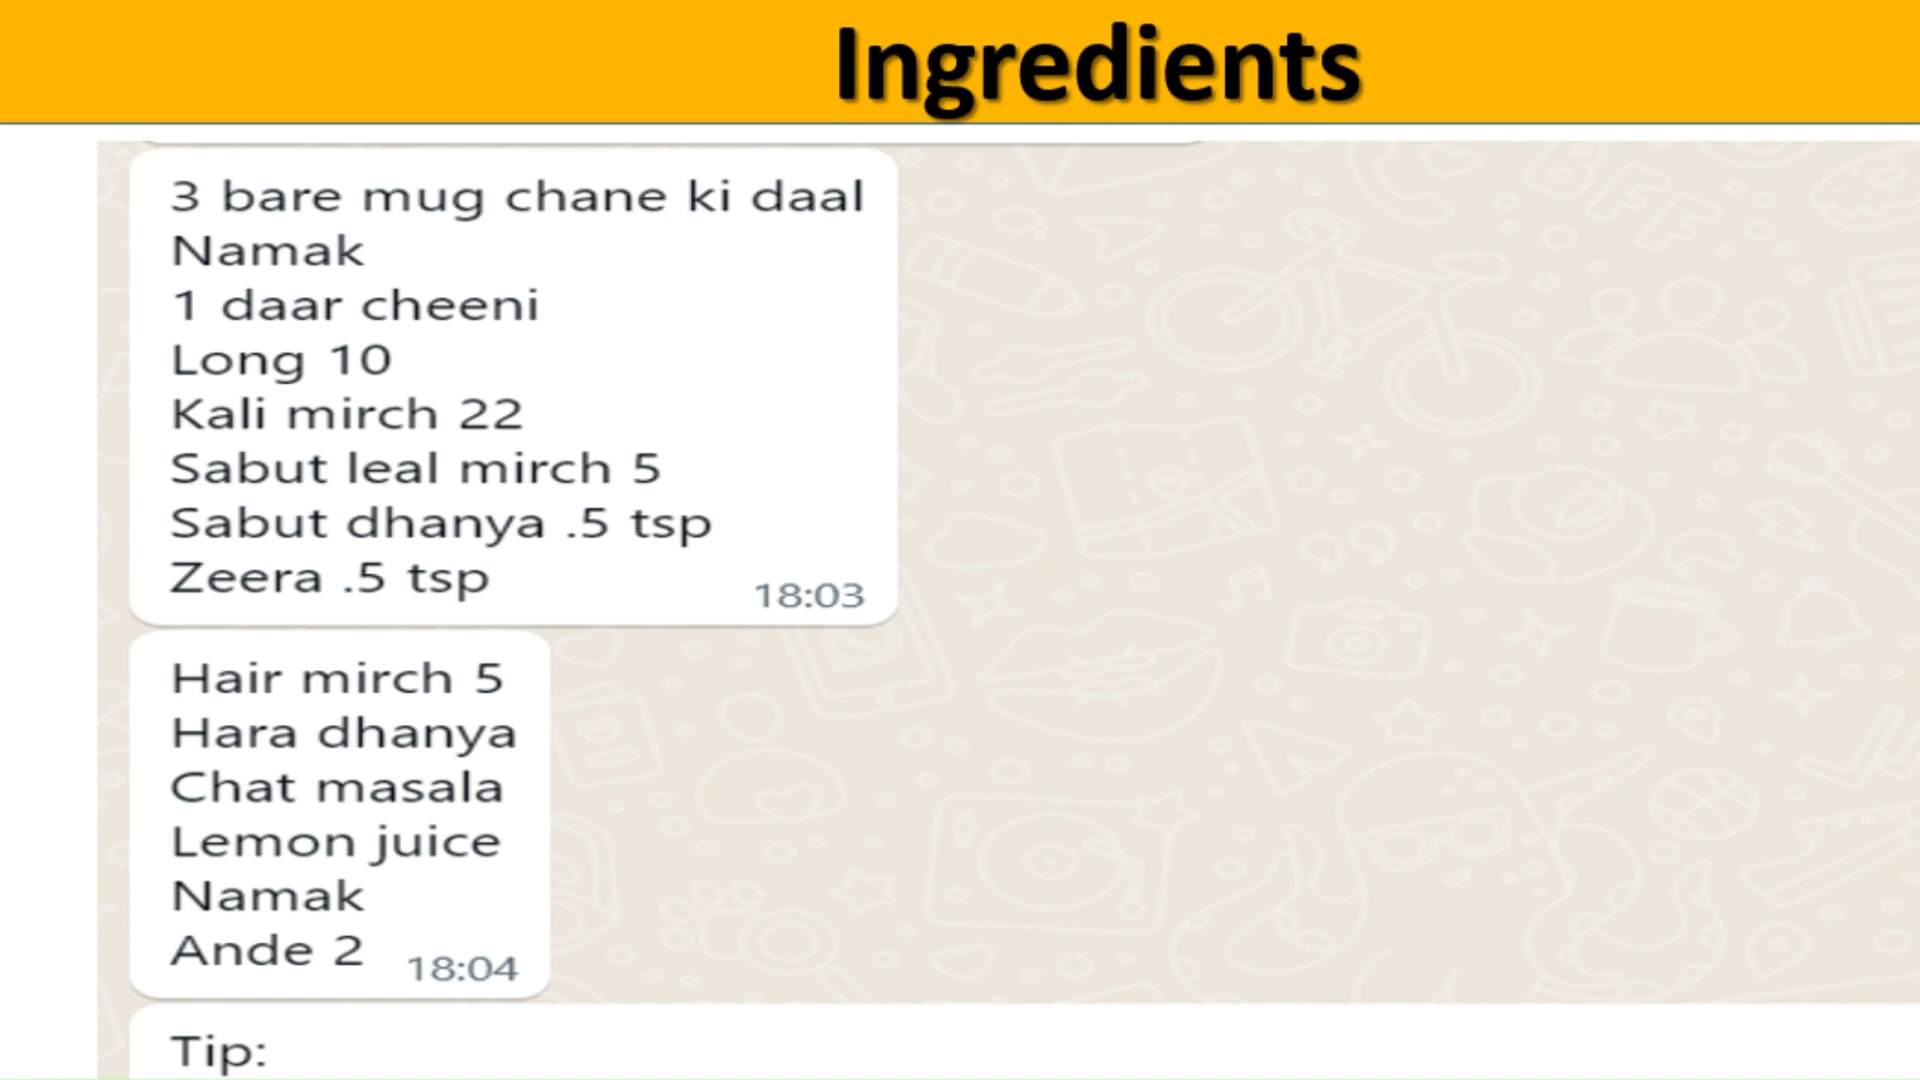 Ingredients
3 bare mug chane ki daal
Namak
1 daar cheeni
Long 10
Kali mirch 22
Sabut leal mirch 5
Sabut dhanya .5 tsp
Zeera .5 tsp
18:03
Hair mirch 5
Hara dhanya
Chat masala
Lemon juice
Namak
Ande 2
18:04
Tip: